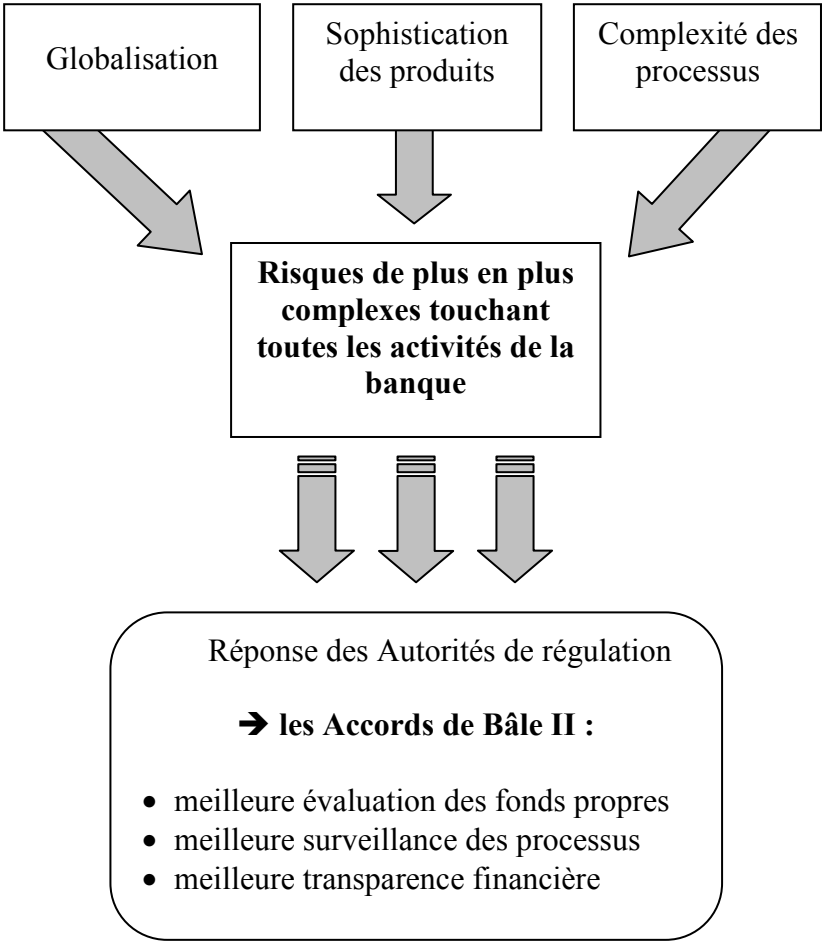 Globalisation
Sophistication
des produits
Complexité des
processus
Risques de plus en plus
complexes touchant
toutes les activités de la
banque
Réponse des Autorités de régulation
➔ les Accords de Bâle II :
• meilleure évaluation des fonds propres
• meilleure surveillance des processus
• meilleure transparence financière